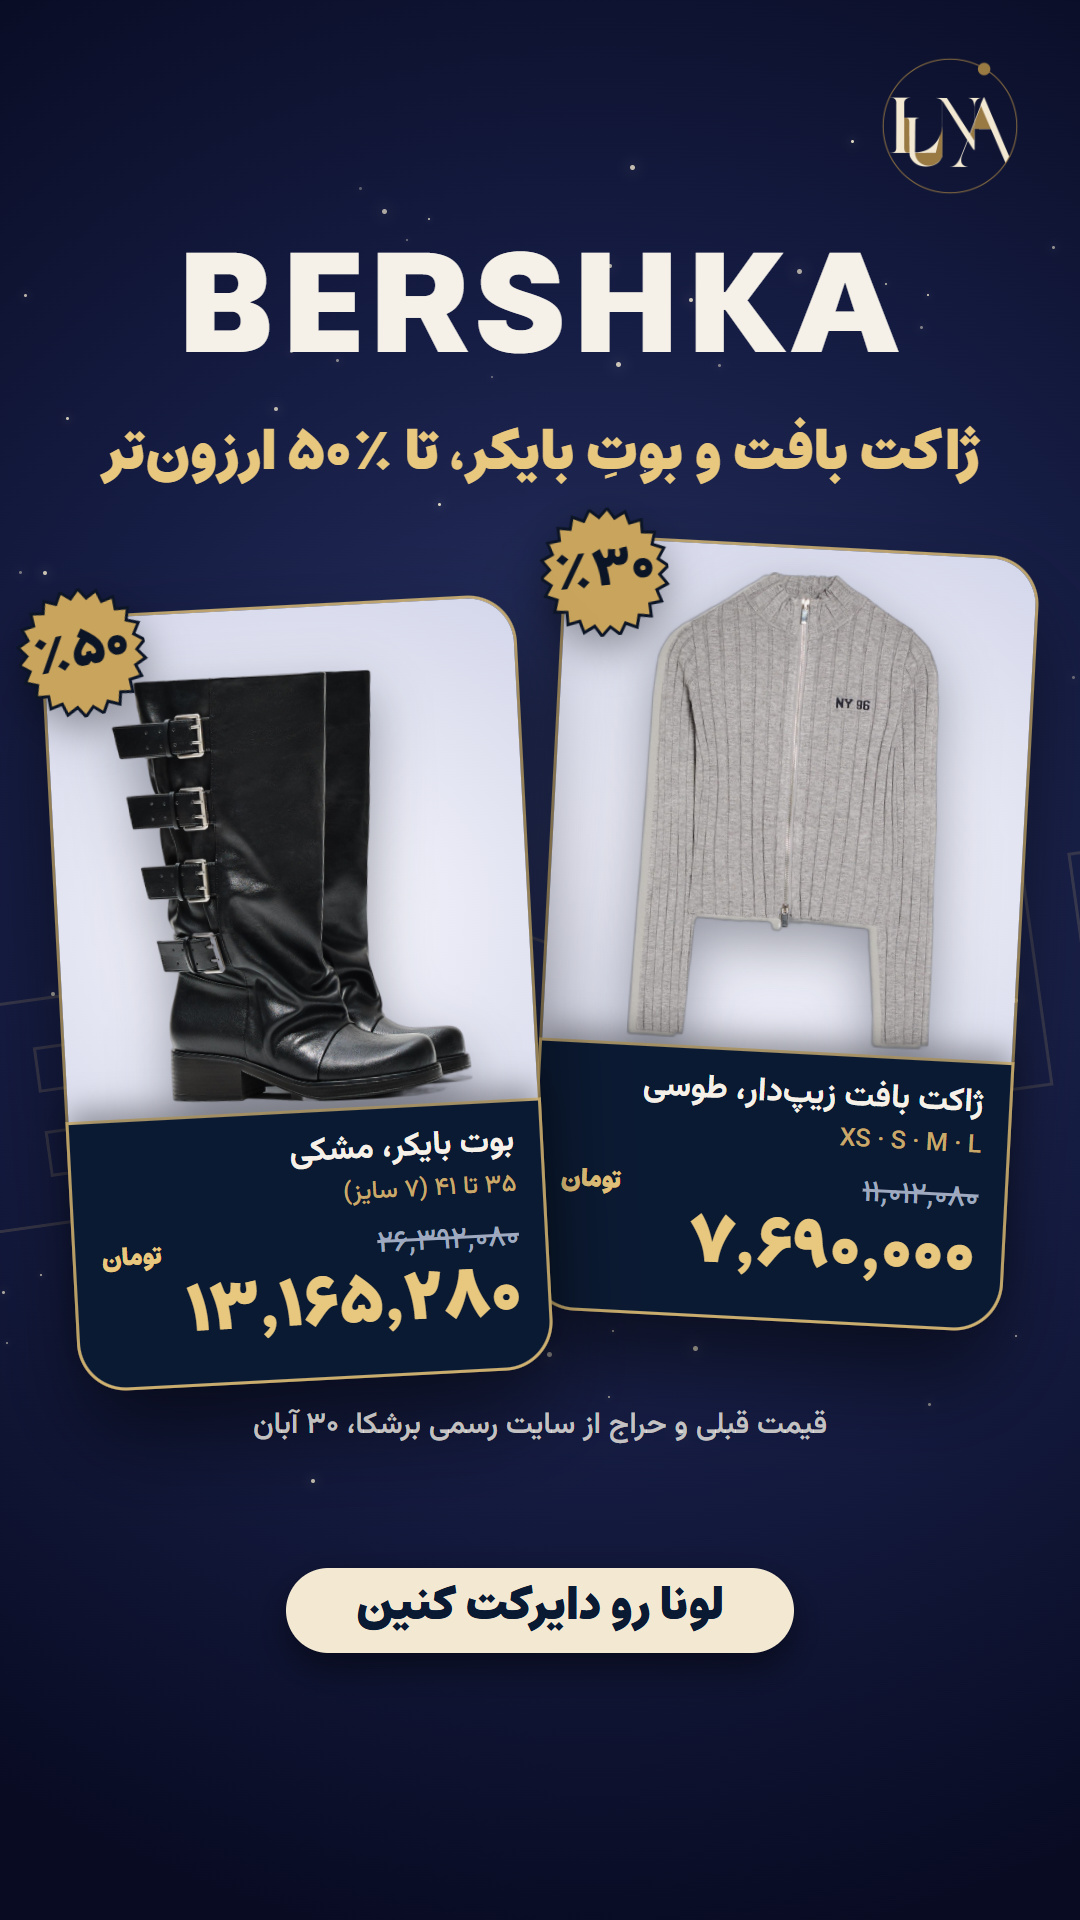 LUNA
BERSHKA
ژاکت بافت و بوتِ بایکر، تا ۵۰٪ ارزون‌تر
٪۳۰
٪۵۰
NY 96
ژاکت بافت زیپ‌دار، طوسی
XS · S · M · L
۱۱,۰۱۲,۰۸۰
۷,۶۹۰,۰۰۰
تومان
بوت بایکر، مشکی
۳۵ تا ۴۱ (۷ سایز)
۲۶,۳۹۲,۰۸۰
۱۳,۱۶۵,۲۸۰
تومان
قیمت قبلی و حراج از سایت رسمی برشکا، ۳۰ آبان
لونا رو دایرکت کنین